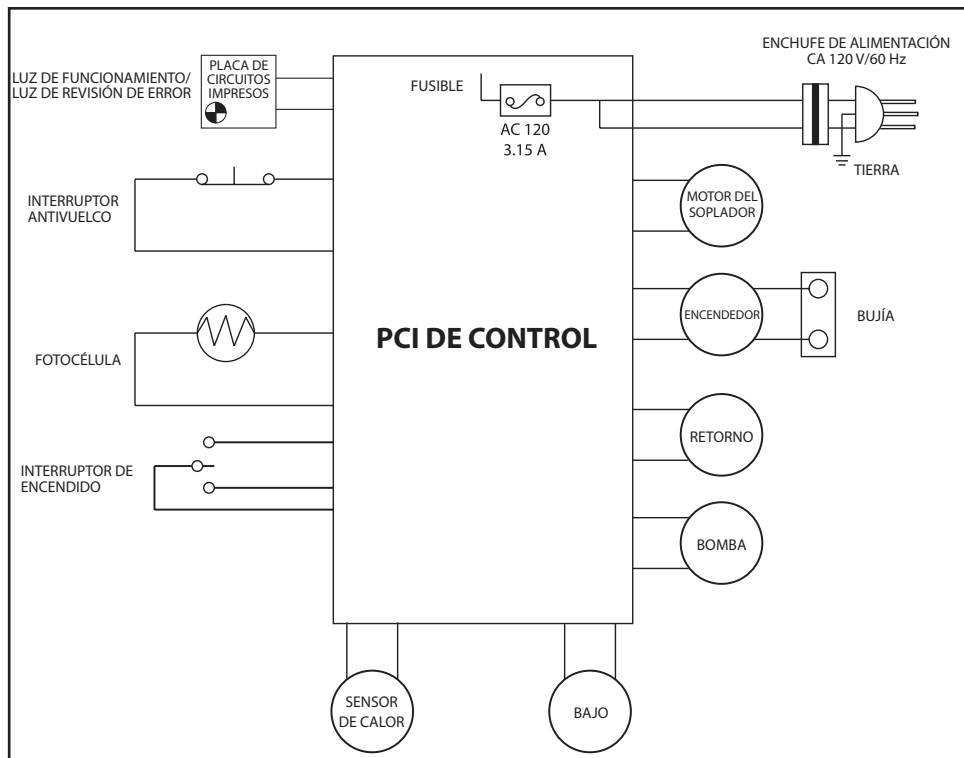 ENCHUFE DE ALIMENTACIÓN
CA 120 V/60 Hz
PLACA DE
CIRCUITOS
IMPRESOS
LUZ DE FUNCIONAMIENTO/
LUZ DE REVISIÓN DE ERROR
FUSIBLE
AC 120
3.15 A
TIERRA
INTERRUPTOR
ANTIVUELCO
MOTOR DEL
SOPLADOR
PCI DE CONTROL
ENCENDEDOR
BUJÍA
FOTOCÉLULA
RETORNO
INTERRUPTOR DE
ENCENDIDO
BOMBA
SENSOR
DE CALOR
BAJO